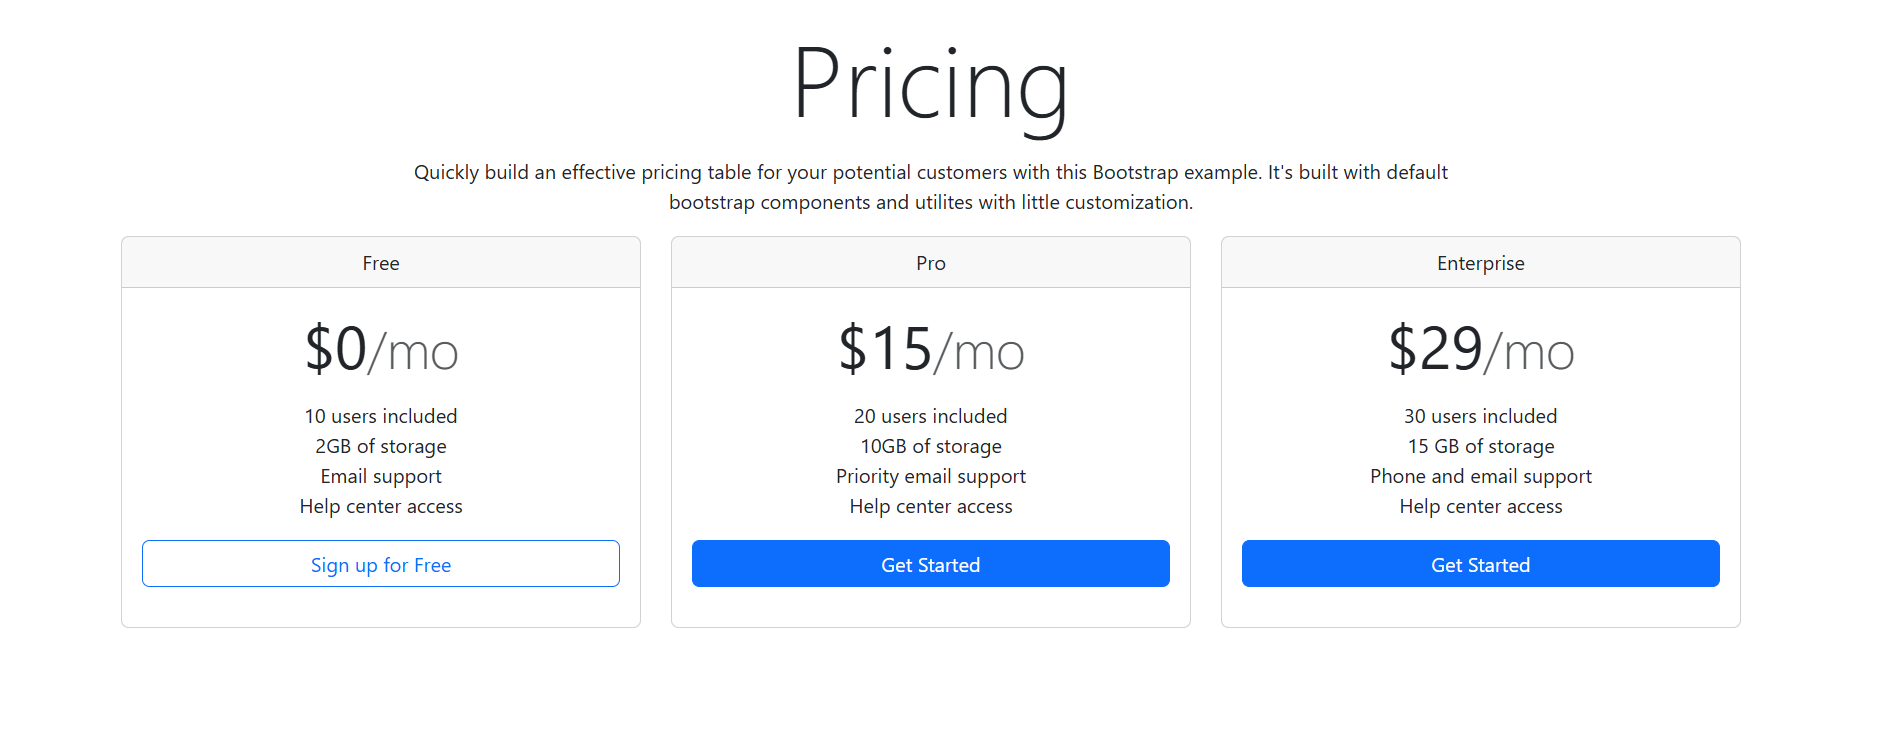 Pricing
Quickly build an effective pricing table for your potential customers with this Bootstrap example. It's built with default
bootstrap components and utilites with little customization.
Free
$0/mo
10 users included
2GB of storage
Email support
Help center access
Sign up for Free
Pro
$15/mo
20 users included
10GB of storage
Priority email support
Help center access
Get Started
Enterprise
$29/mo
30 users included
15 GB of storage
Phone and email support
Help center access
Get Started